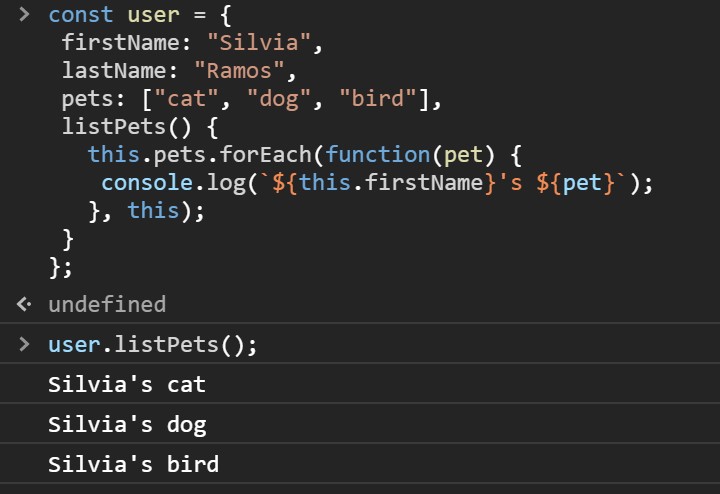 > const user = {
firstName: "Silvia",
lastName: "Ramos",
pets: ["cat", "dog", "bird"],
listPets() {
this.pets.forEach(function(pet) {
console.log(`${this.firstName}'s ${pet}`);
}, this);
}
};
undefined
> user.listPets();
Silvia's cat
Silvia's dog
Silvia's bird